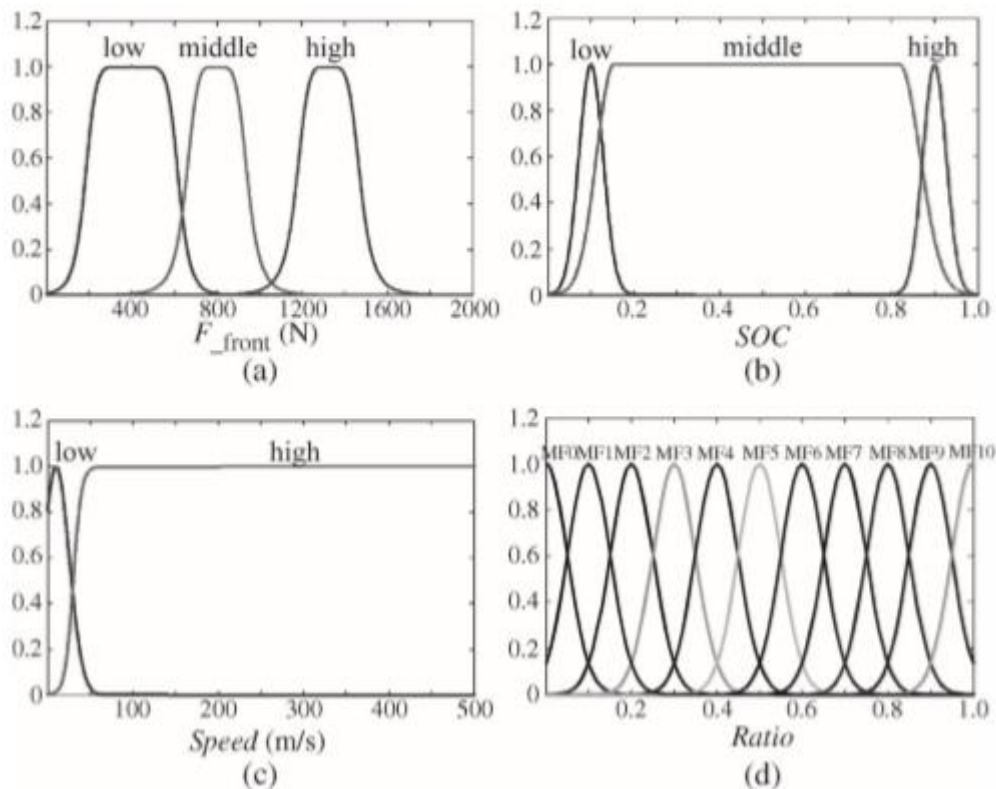 1.2
low middle high
1.0
0.8
0.6
0.4
0.2
0
400 800 1200 1600 2000
F_front (N)
(a)
1.2
low middle high
1.0
0.8
0.6
0.4
0.2
0
0.2 0.4 0.6 0.8 1.0
SOC
(b)
1.2
low high
1.0
0.8
0.6
0.4
0.2
0
100 200 300 400 500
Speed (m/s)
(c)
1.2
MF0 MF1 MF2 MF3 MF4 MF5 MF6 MF7 MF8 MF9 MF10
1.0
0.8
0.6
0.4
0.2
0
0.2 0.4 0.6 0.8 1.0
Ratio
(d)